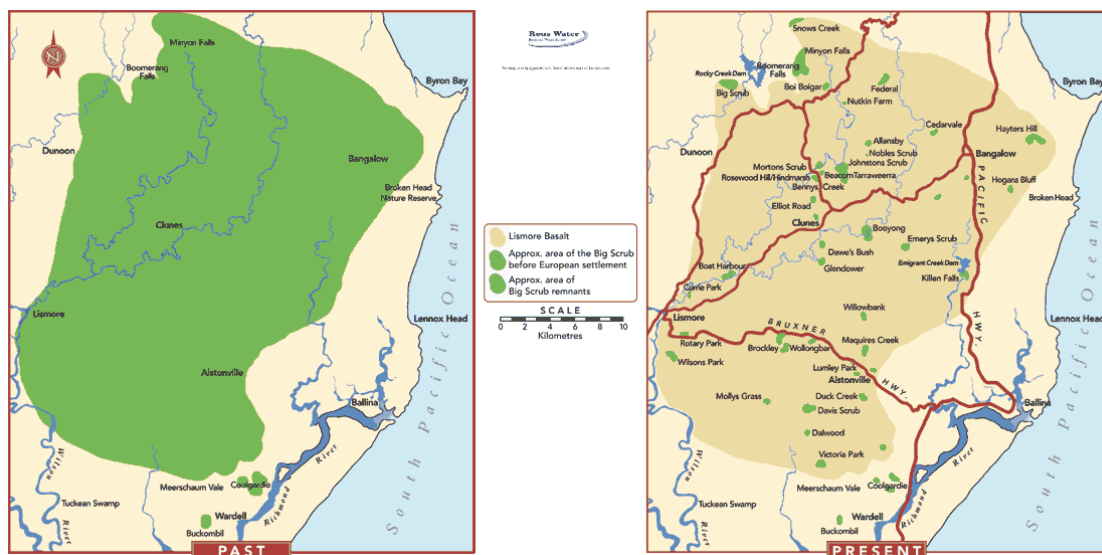 N
Minyon Falls
Boomerang
Falls
Byron Bay
Dunoon
Bangalow
Broken Head
Nature Reserve
Clunes
Lismore
Lennox Head
Alstonville
Ballina
South Pacific Ocean
Wilson
River
Richmond
River
Meerschaum Vale
Coolgardie
Tuckean Swamp
Wardell
Buckombil
PAST
Rous Water
Lismore Basalt
Approx. area of the Big Scrub
before European settlement
Approx. area of
Big Scrub remnants
SCALE
0 2 4 6 8 10
Kilometres
Snows Creek
Minyon Falls
Rocky Creek Dam
Boomerang
Falls
Big Scrub
Boi Boigar
Federal
Nutkin Farm
Byron Bay
Cedarvale
Hayters Hill
Allansby
Nobles Scrub
Dunoon
Bangalow
Mortons Scrub
Johnstons Scrub
Rosewood Hill/Hindmarsh
Beacom
Tarraweerra
Bennys Creek
Hogans Bluff
Broken Head
Elliot Road
Clunes
PACIFIC
HWY.
Booyong
Emerys Scrub
Dawe's Bush
Glendower
Emigrant Creek Dam
Killen Falls
Boat Harbour
Currie Park
Willowbank
Lismore
Lennox Head
BRUXNER
HWY.
Rotary Park
Brockley
Wollongbar
Maquires Creek
Wilsons Park
Lumley Park
Alstonville
Mollys Grass
Duck Creek
Davis Scrub
Ballina
Dalwood
Victoria Park
South Pacific Ocean
Wilson
River
Richmond
River
Meerschaum Vale
Coolgardie
Tuckean Swamp
Wardell
Buckombil
PRESENT